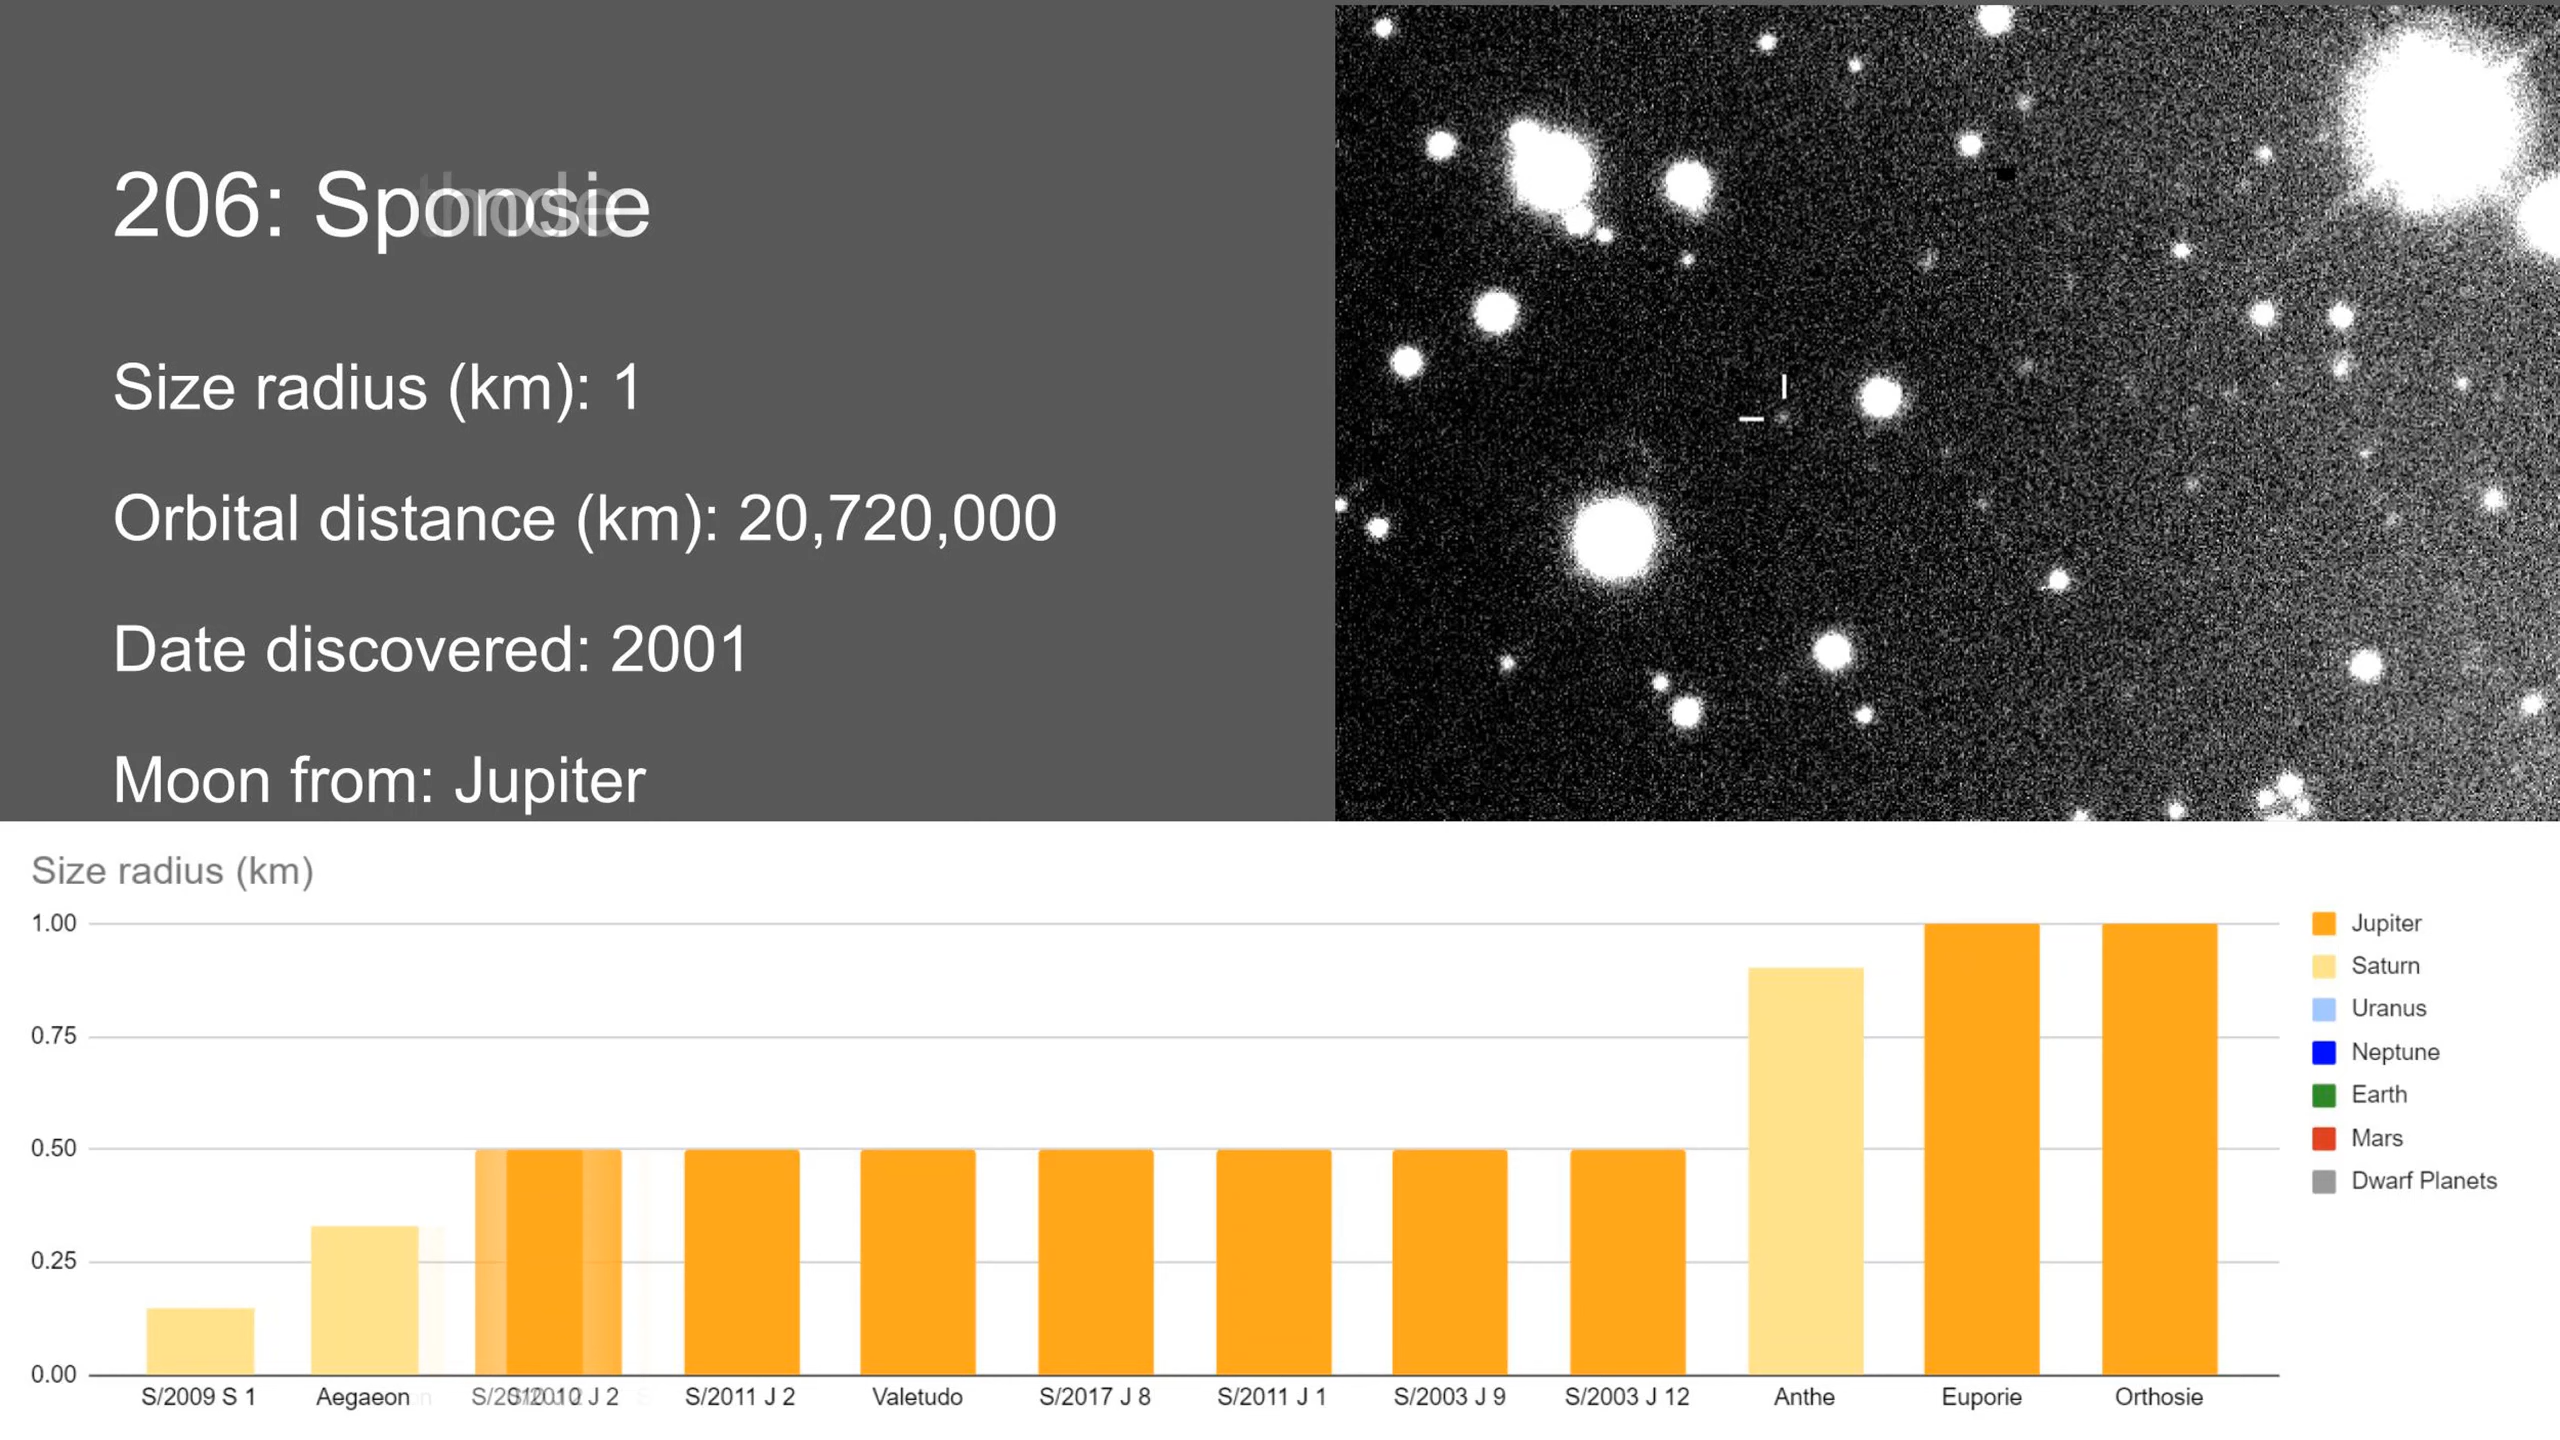 206:
Size radius (km): 1
Orbital distance (km): 20,720,000
Date discovered: 2001
Moon from: Jupiter
Size radius (km)
1.00
0.75
0.50
0.25
0.00
S/2009 S 1 Aegaeon J 2 S/2011 J 2 Valetudo S/2017 J 8 S/2011 J 1 S/2003 J 9 S/2003 J 12 Anthe Euporie Orthosie
Jupiter
Saturn
Uranus
Neptune
Earth
Mars
Dwarf Planets